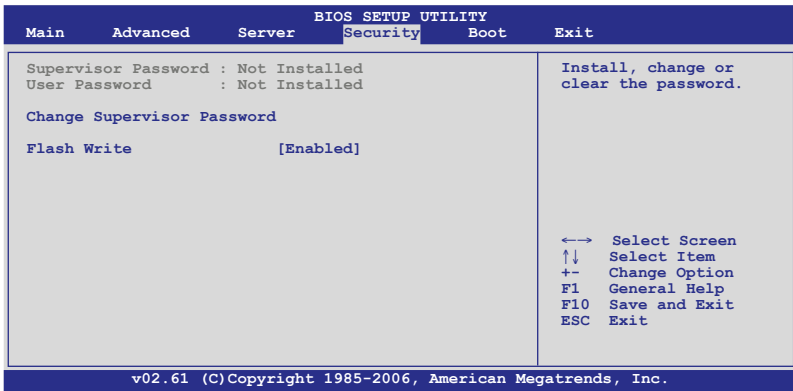 BIOS SETUP UTILITY
Main Advanced Server Security Boot Exit
Supervisor Password : Not Installed
User Password : Not Installed
Change Supervisor Password
Flash Write [Enabled]
Install, change or
clear the password.
←→ Select Screen
↑↓ Select Item
+- Change Option
F1 General Help
F10 Save and Exit
ESC Exit
v02.61 (C)Copyright 1985-2006, American Megatrends, Inc.